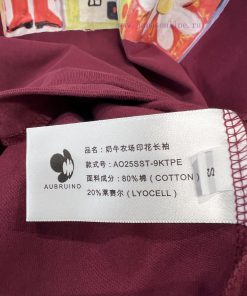 品名：奶牛农场印花长袖
款式号：AO25SST-9KTPE
面料成分：80%棉（COTTON）
20%莱赛尔（LYOCELL）
AUBRUINO
S